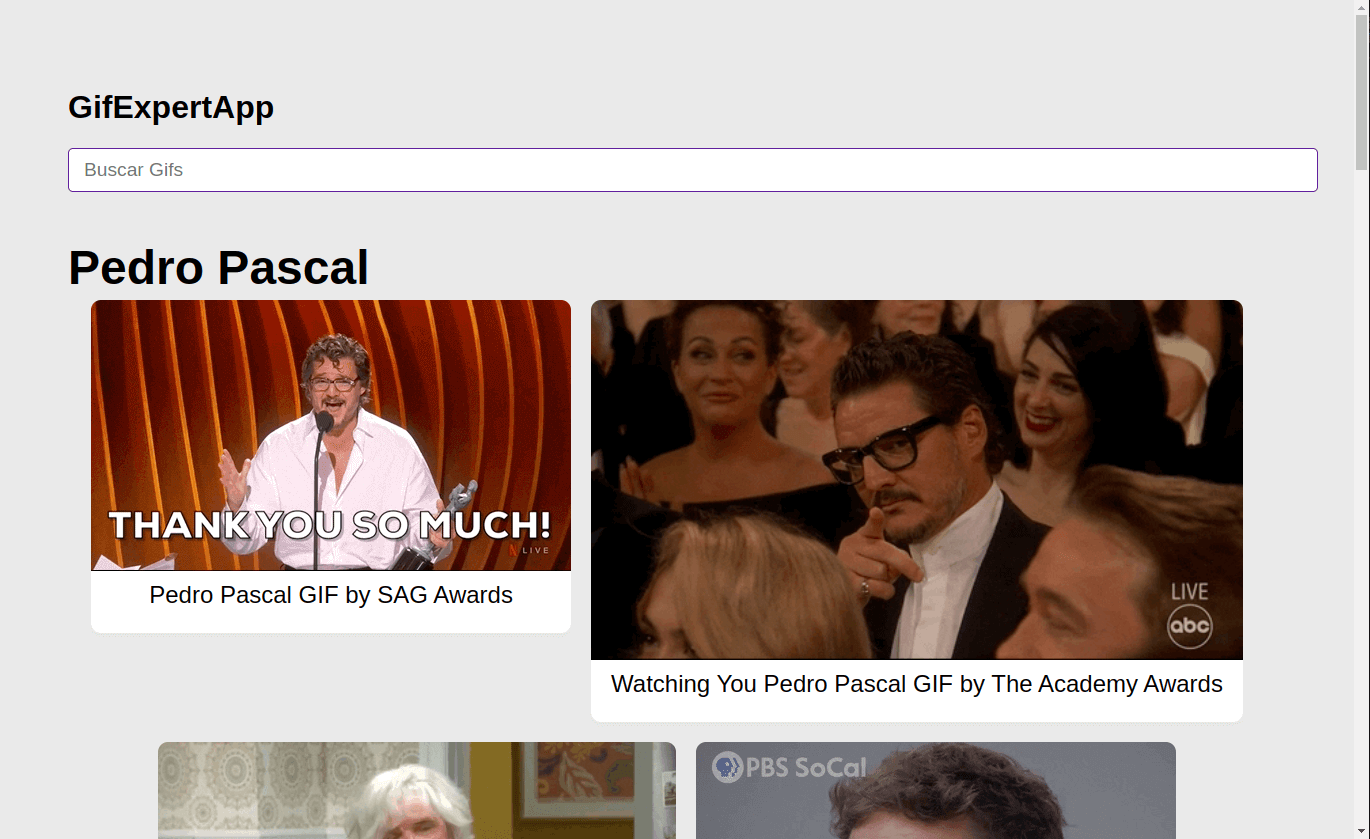 GifExpertApp
Buscar Gifs
Pedro Pascal
THANK YOU SO MUCH!
N LIVE
Pedro Pascal GIF by SAG Awards
LIVE
abc
Watching You Pedro Pascal GIF by The Academy Awards
PBS SoCal